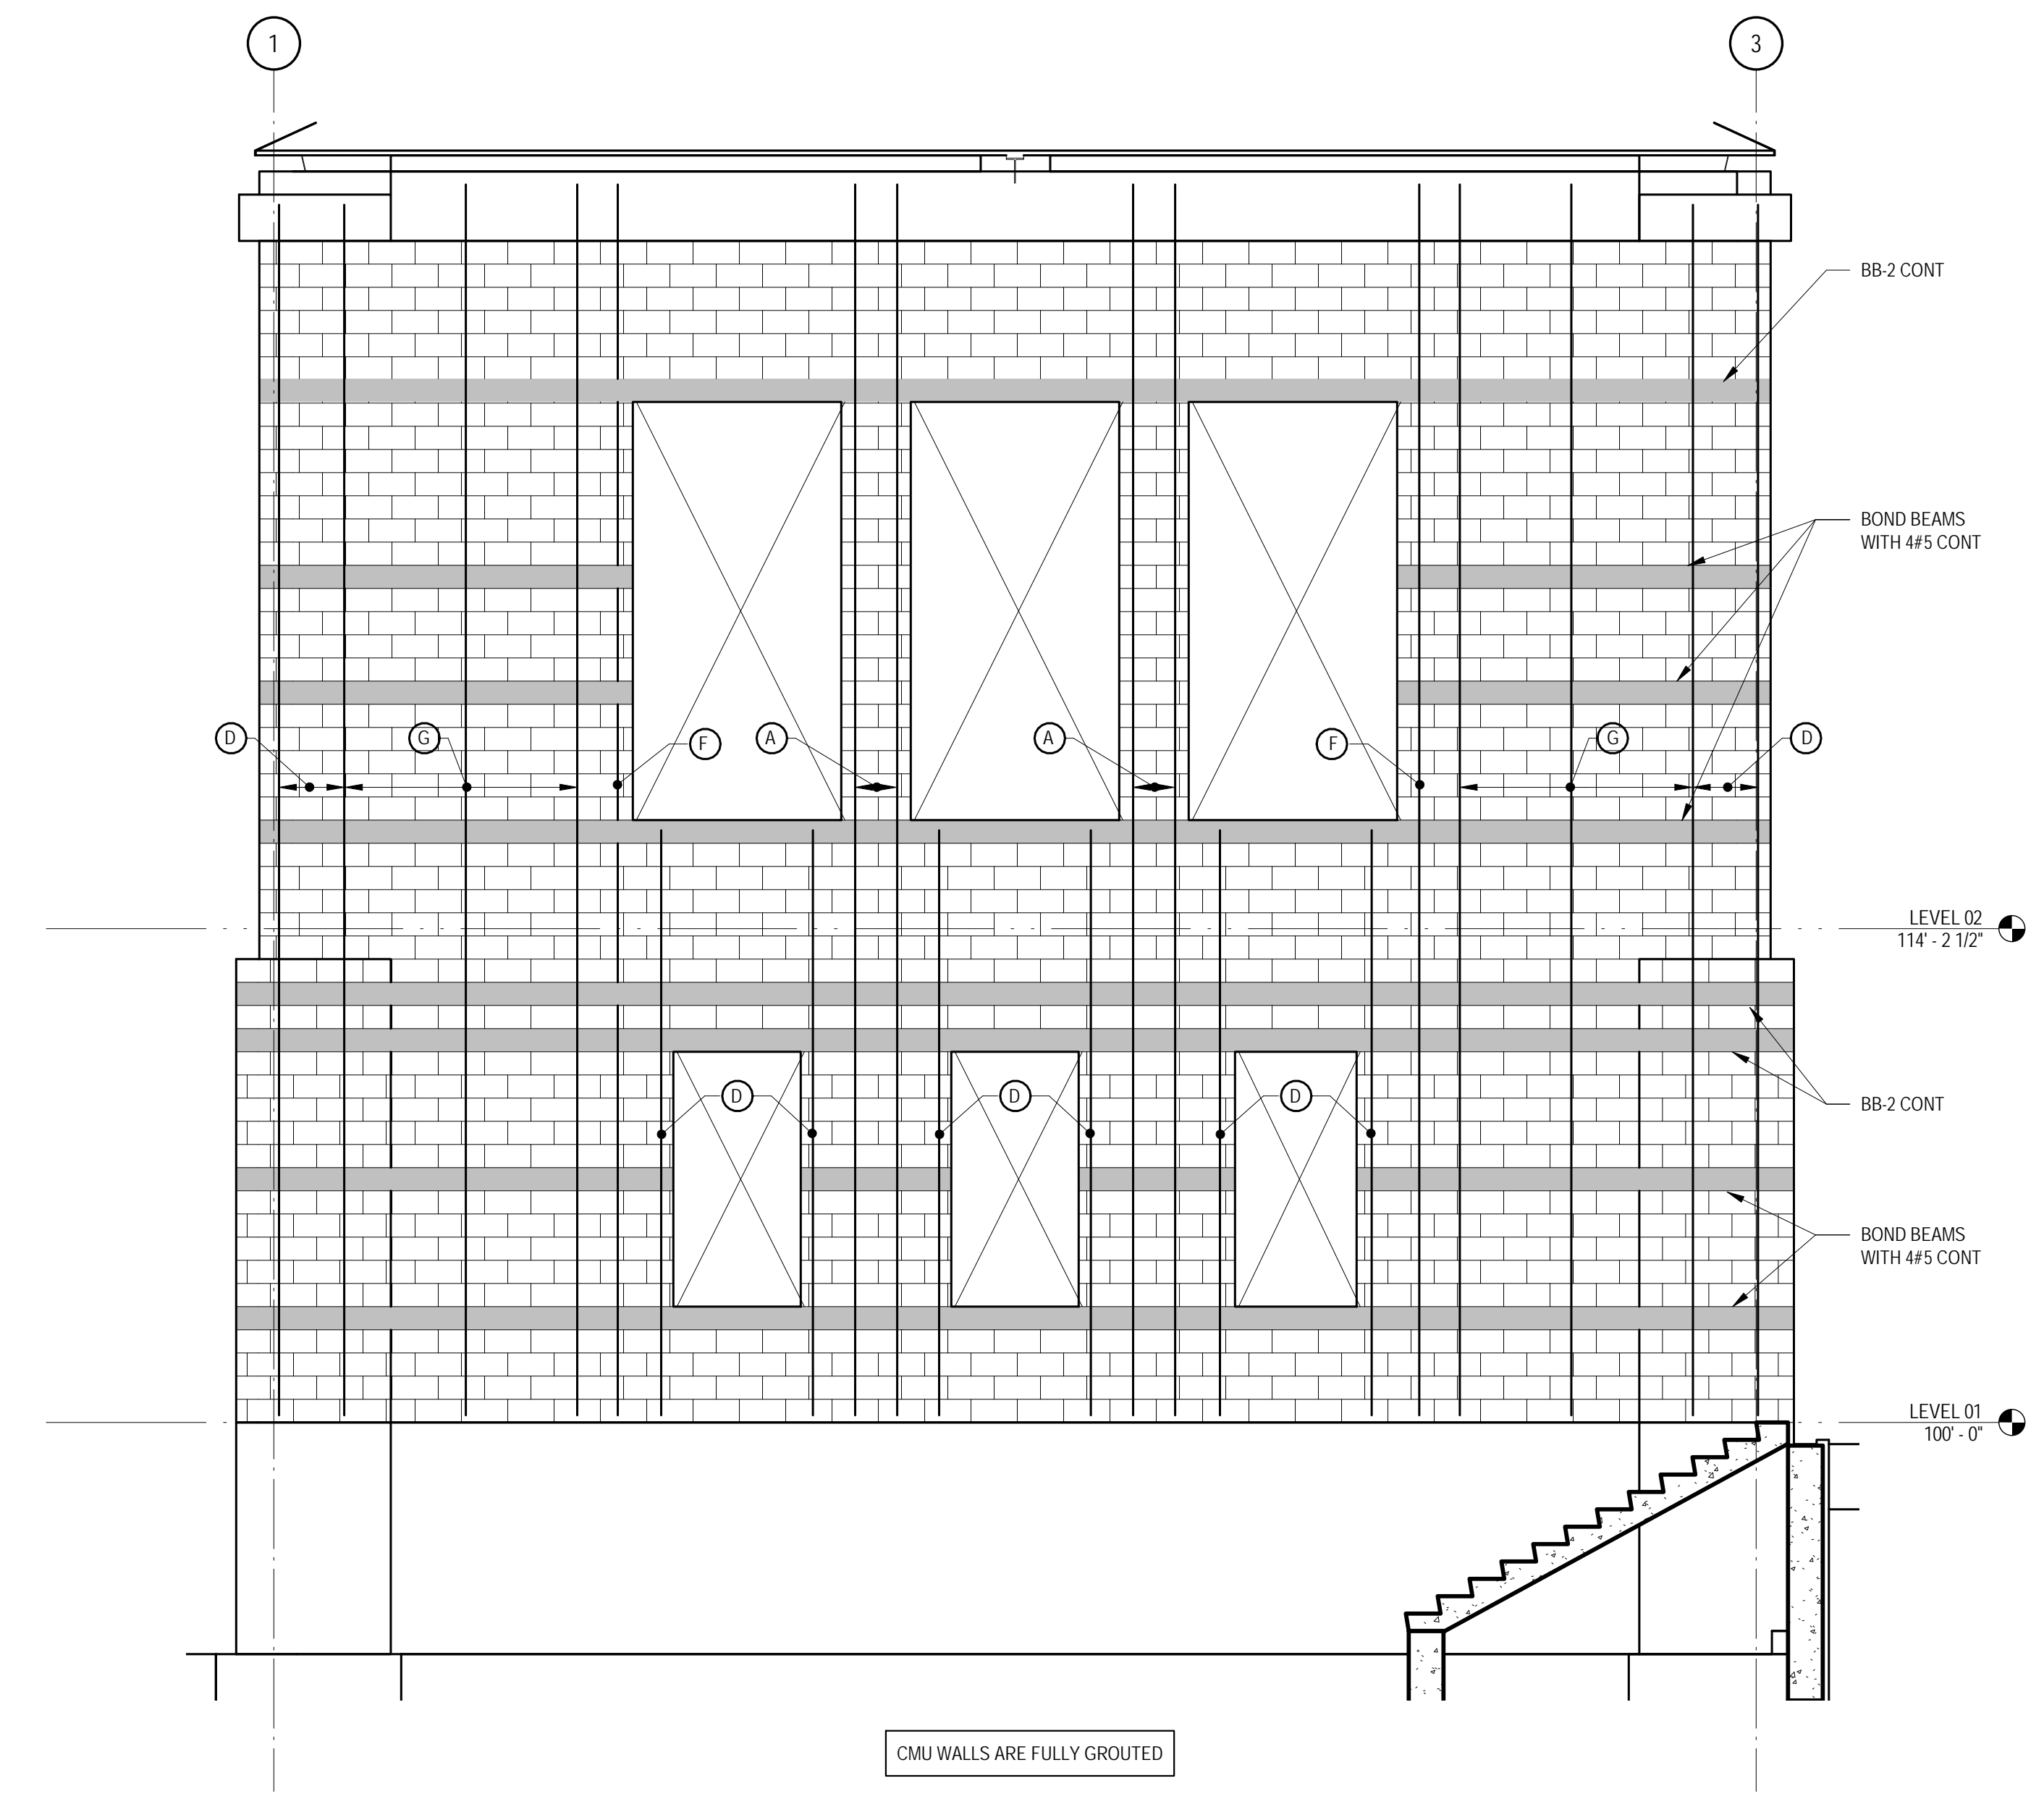 1
3
BB-2 CONT
BOND BEAMS
WITH 4#5 CONT
D
G
F
A
A
F
G
D
LEVEL 02
114' - 2 1/2"
D
D
D
BB-2 CONT
BOND BEAMS
WITH 4#5 CONT
LEVEL 01
100' - 0"
CMU WALLS ARE FULLY GROUTED